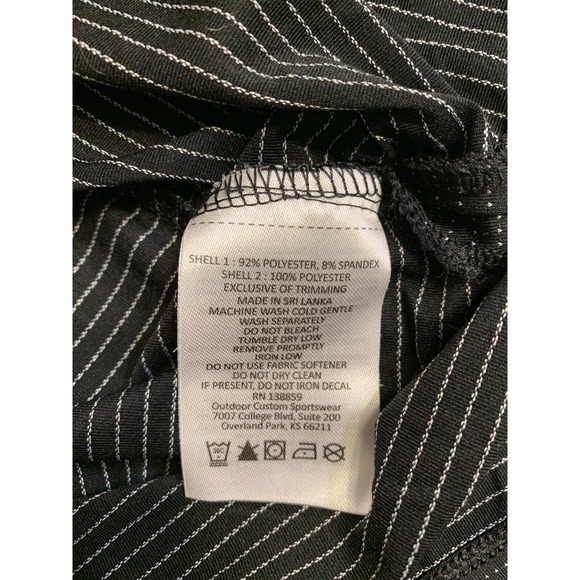 SHELL 1 : 92% POLYESTER, 8% SPANDEX
SHELL 2 : 100% POLYESTER
EXCLUSIVE OF TRIMMING
MADE IN SRI LANKA
MACHINE WASH COLD GENTLE
WASH SEPARATELY
DO NOT BLEACH
TUMBLE DRY LOW
REMOVE PROMPTLY
IRON LOW
DO NOT USE FABRIC SOFTENER
DO NOT DRY CLEAN
IF PRESENT, DO NOT IRON DECAL
RN 138859
Outdoor Custom Sportswear
7007 College Blvd, Suite 200
Overland Park, KS 66211
30C